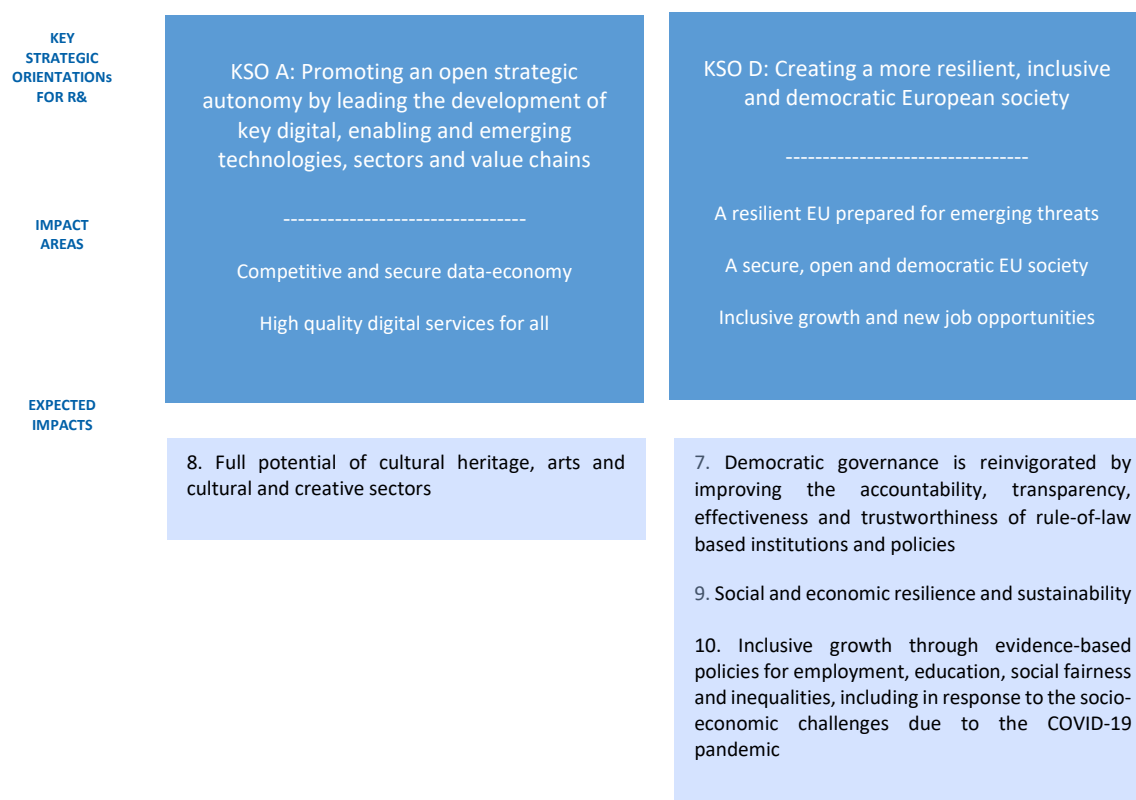 KEY
STRATEGIC
ORIENTATIONs
FOR R&
KSO A: Promoting an open strategic
autonomy by leading the development of
key digital, enabling and emerging
technologies, sectors and value chains
---------------------------------
KSO D: Creating a more resilient, inclusive
and democratic European society
---------------------------------
IMPACT
AREAS
Competitive and secure data-economy
High quality digital services for all
A resilient EU prepared for emerging threats
A secure, open and democratic EU society
Inclusive growth and new job opportunities
EXPECTED
IMPACTS
8. Full potential of cultural heritage, arts and
cultural and creative sectors
7. Democratic governance is reinvigorated by
improving the accountability, transparency,
effectiveness and trustworthiness of rule-of-law
based institutions and policies
9. Social and economic resilience and sustainability
10. Inclusive growth through evidence-based
policies for employment, education, social fairness
and inequalities, including in response to the socio-
economic challenges due to the COVID-19
pandemic